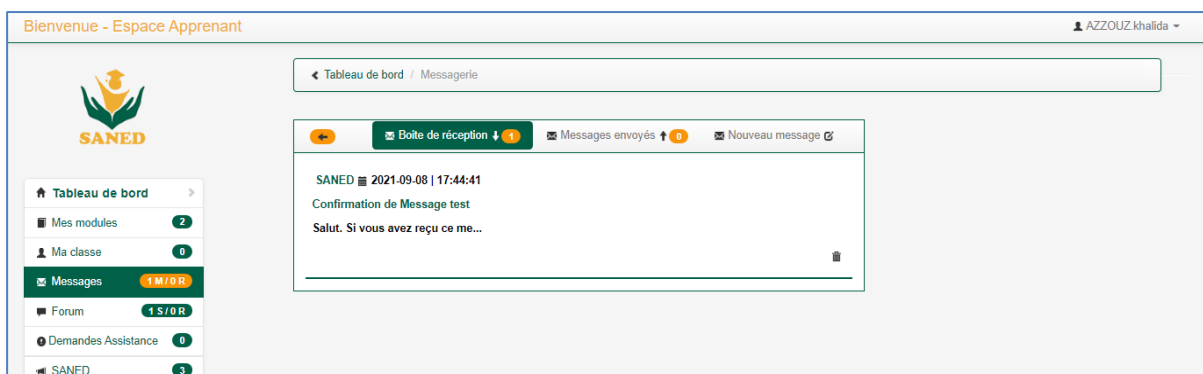 Bienvenue - Espace Apprenant
AZZOUZ.khalida
SANED
Tableau de bord / Messagerie
Boite de réception 1
Messages envoyés 0
Nouveau message
SANED 2021-09-08 | 17:44:41
Confirmation de Message test
Salut. Si vous avez reçu ce me...
Tableau de bord
Mes modules 2
Ma classe 0
Messages 1 M / 0 R
Forum 1 S / 0 R
Demandes Assistance 0
SANED 3